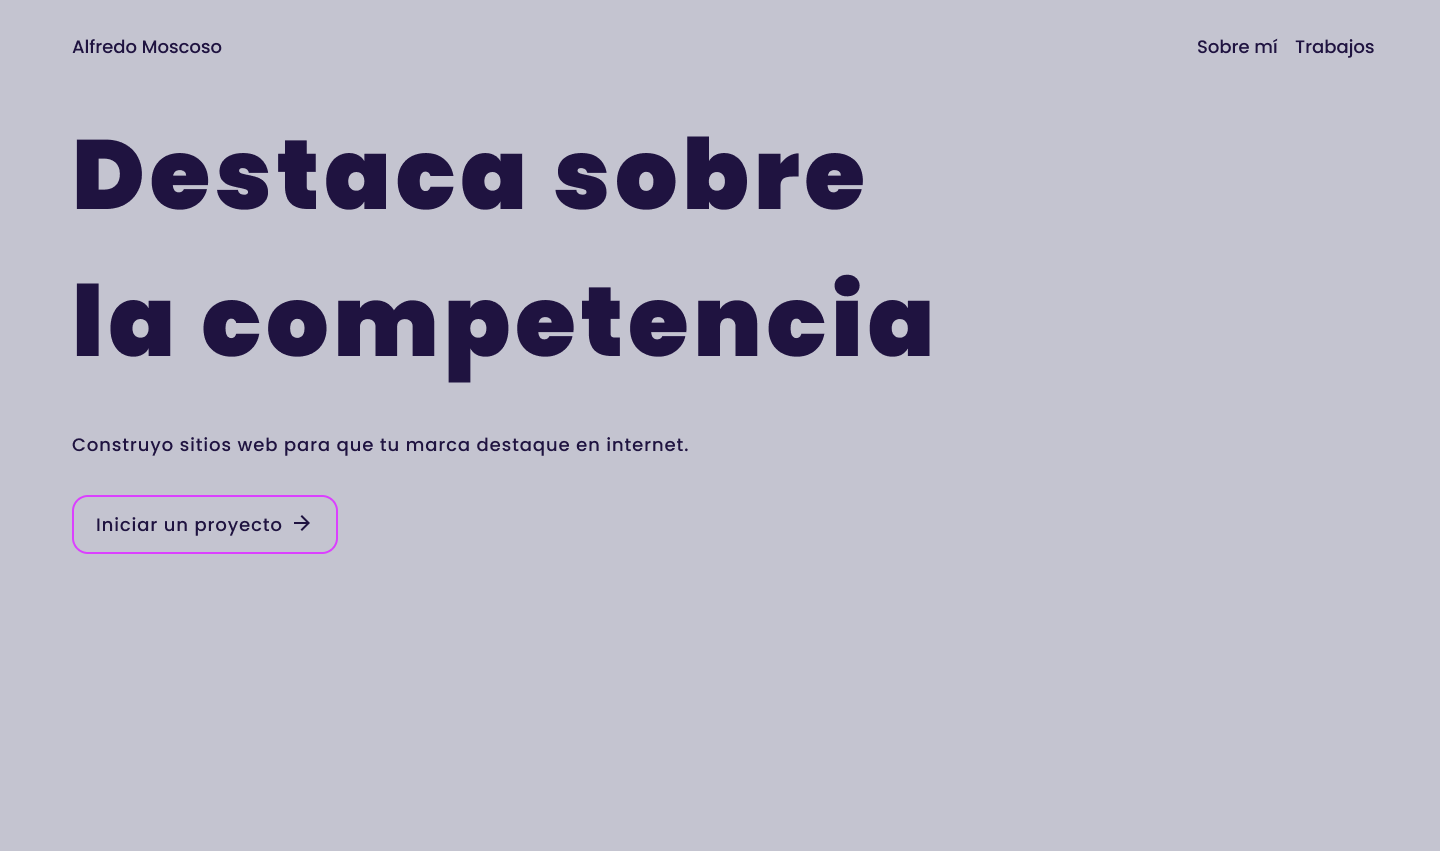 Alfredo Moscoso
Sobre mí
Trabajos
Destaca sobre
la competencia
Construyo sitios web para que tu marca destaque en internet.
Iniciar un proyecto →